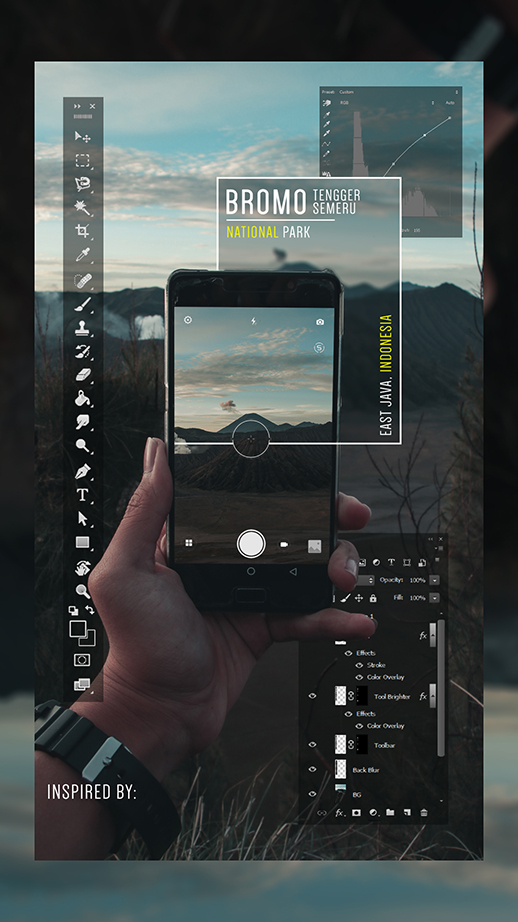 Preset: Custom
RGB
Auto
BROMO TENGGER SEMERU
NATIONAL PARK
EAST JAVA, INDONESIA
S
T
Opacity: 100%
Fill: 100%
fx
Effects
Stroke
Color Overlay
Tool Brighter fx
Effects
Color Overlay
Toolbar
Back Blur
BG
fx
INSPIRED BY: